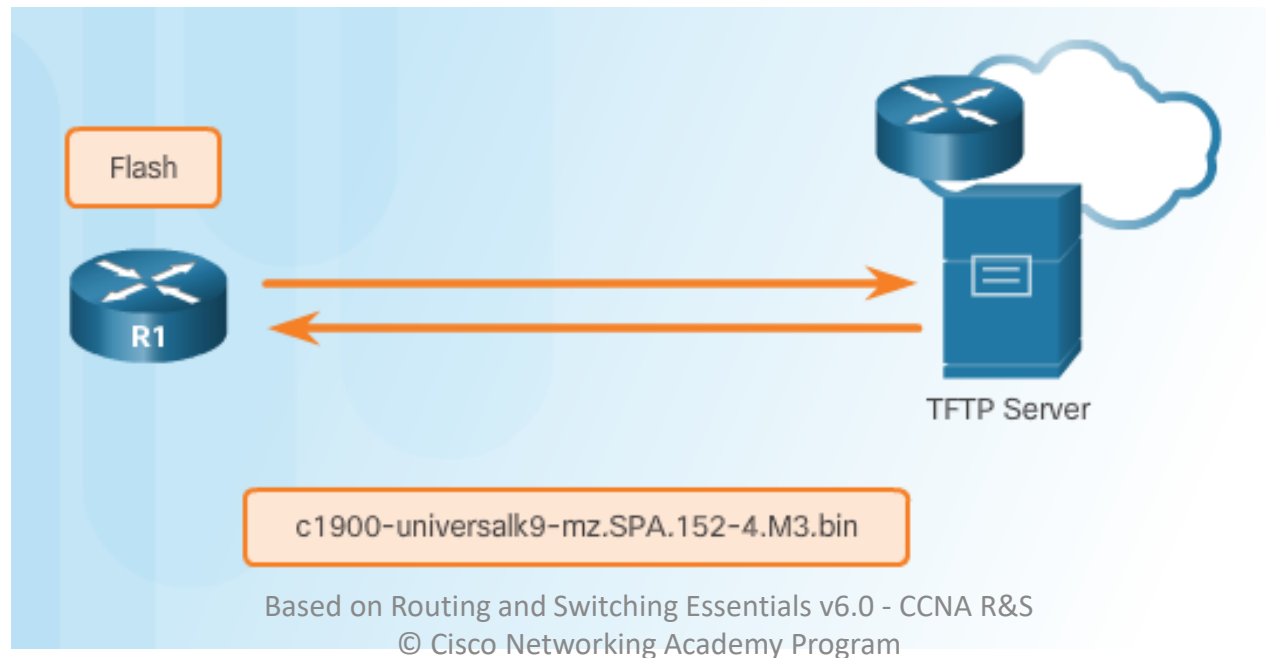 Flash
R1
TFTP Server
c1900-universalk9-mz.SPA.152-4.M3.bin
Based on Routing and Switching Essentials v6.0 - CCNA R&S
© Cisco Networking Academy Program